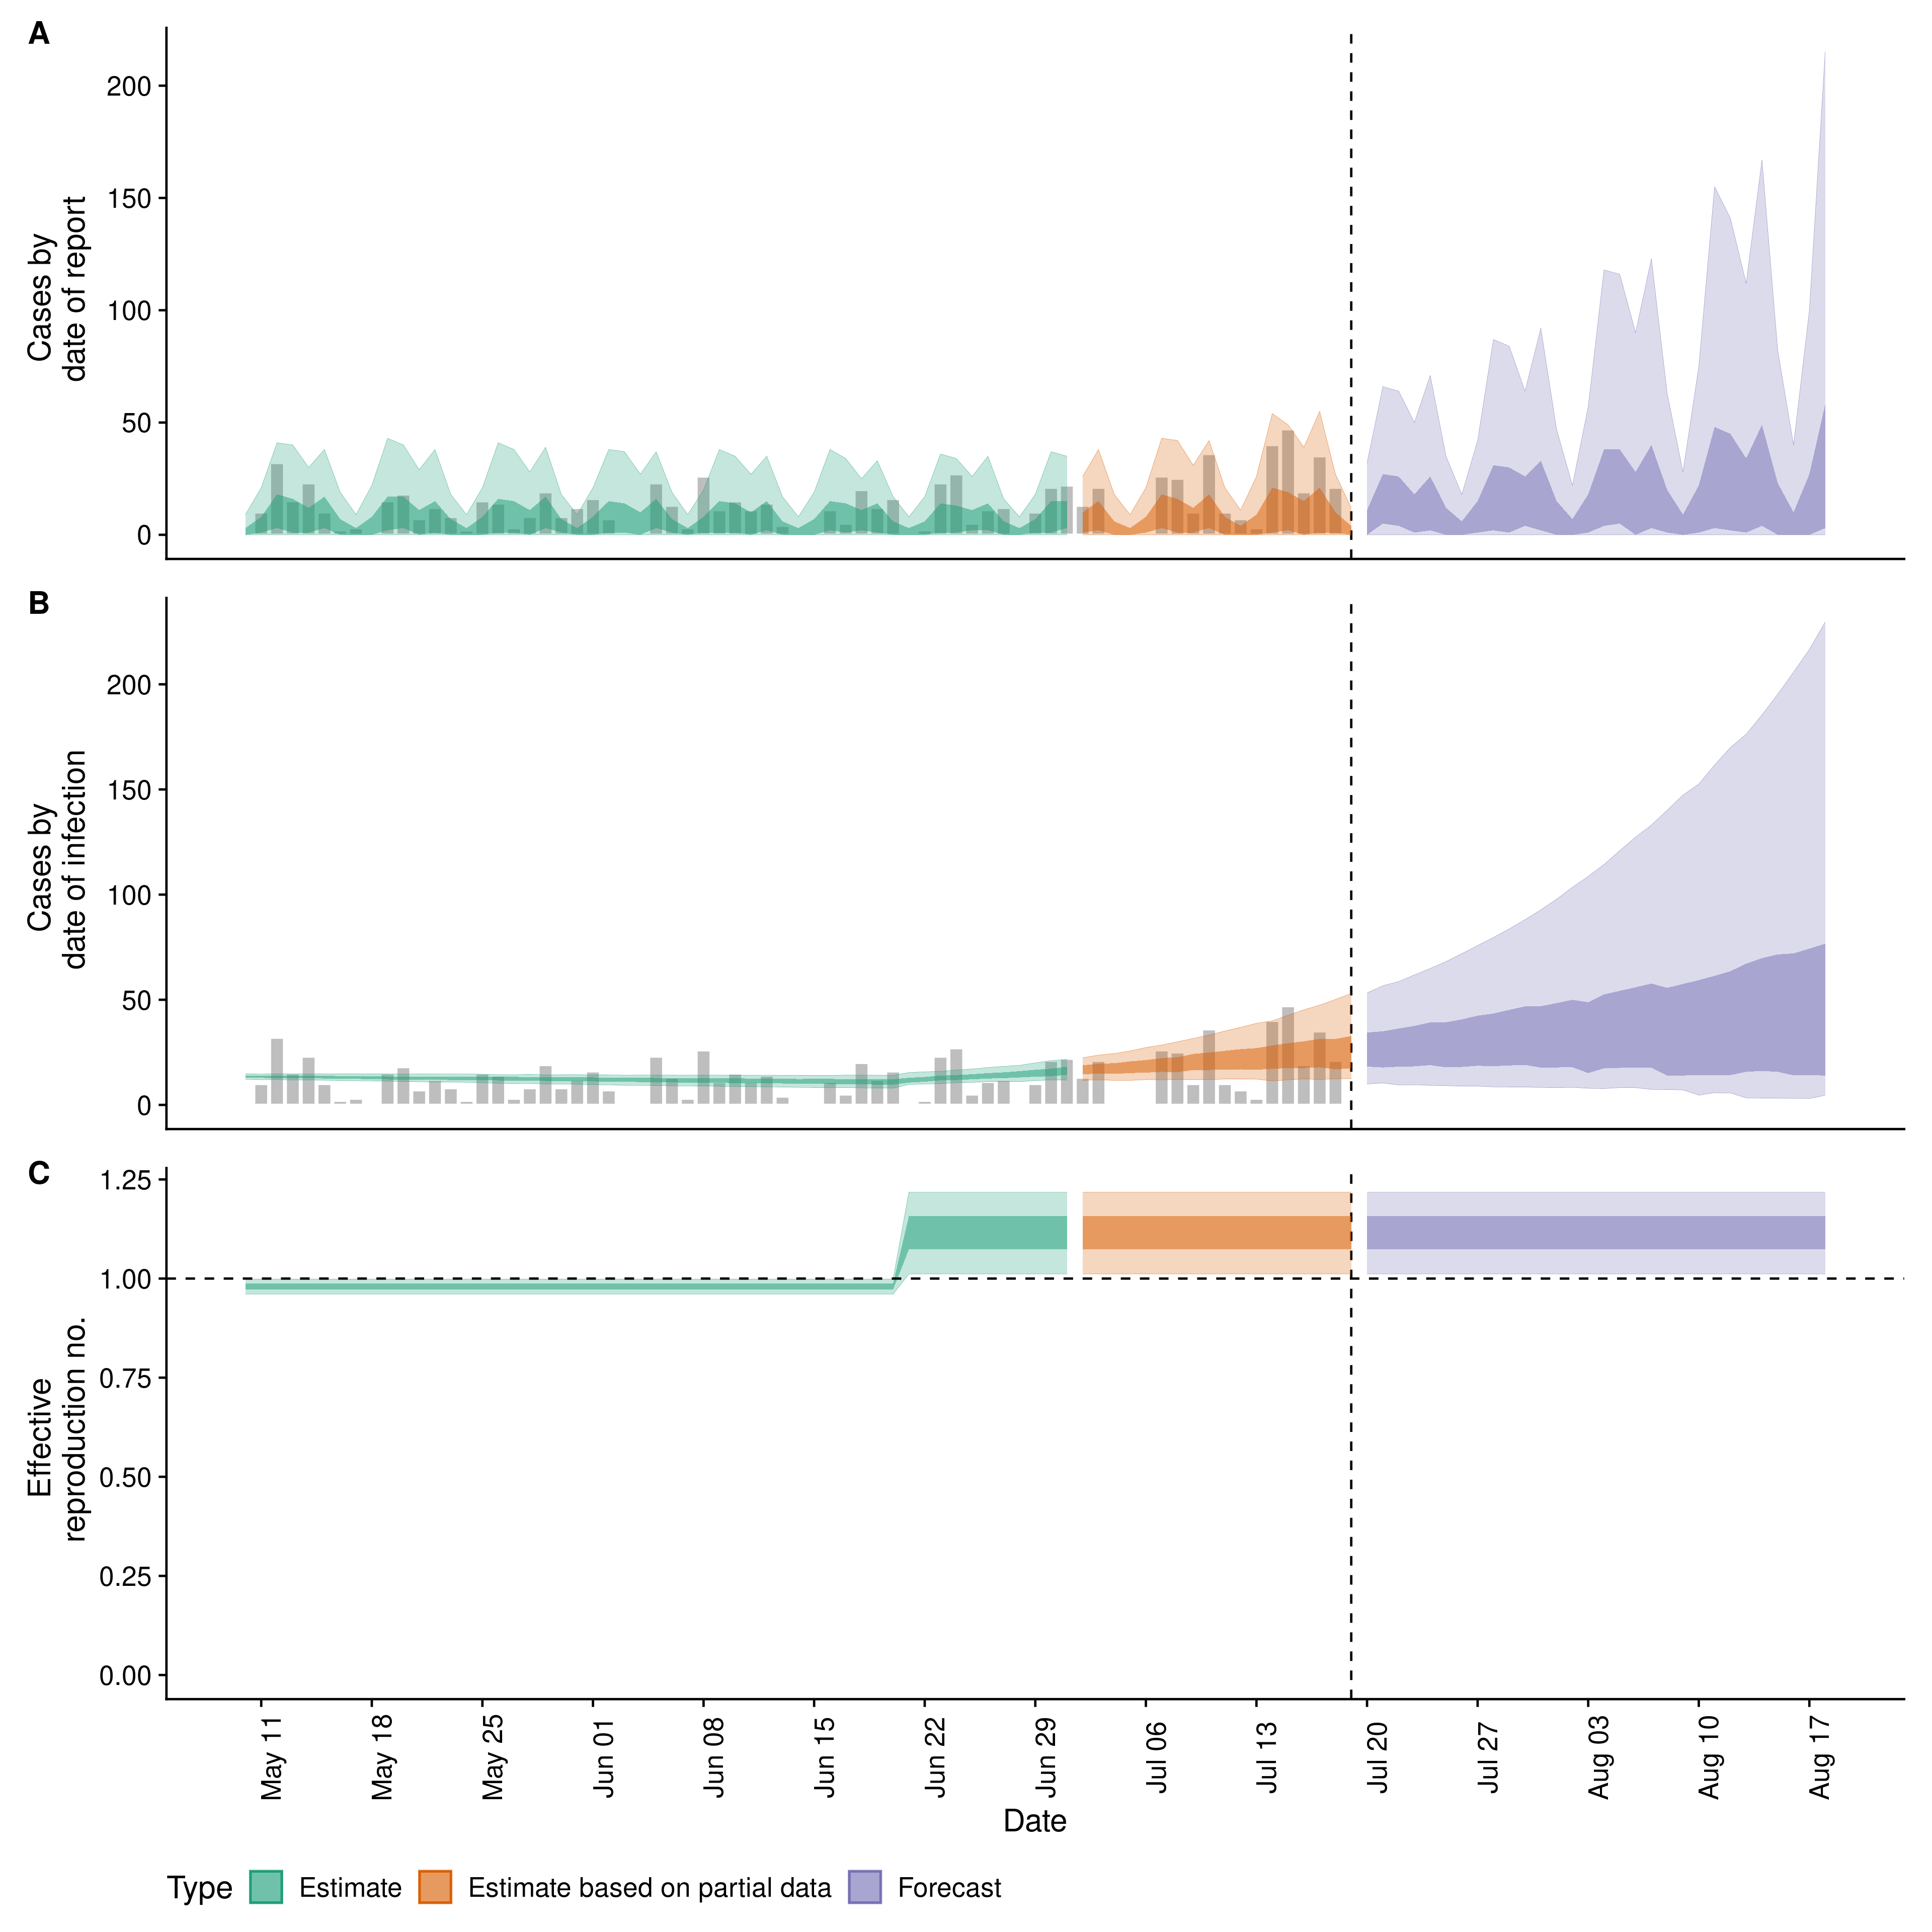 A
200
150
100
50
0
Cases by
date of report
B
200
150
100
50
0
Cases by
date of infection
C
1.25
1.00
0.75
0.50
0.25
0.00
Effective
reproduction no.
May 11
May 18
May 25
Jun 01
Jun 08
Jun 15
Jun 22
Jun 29
Jul 06
Jul 13
Jul 20
Jul 27
Aug 03
Aug 10
Aug 17
Date
Type Estimate Estimate based on partial data Forecast